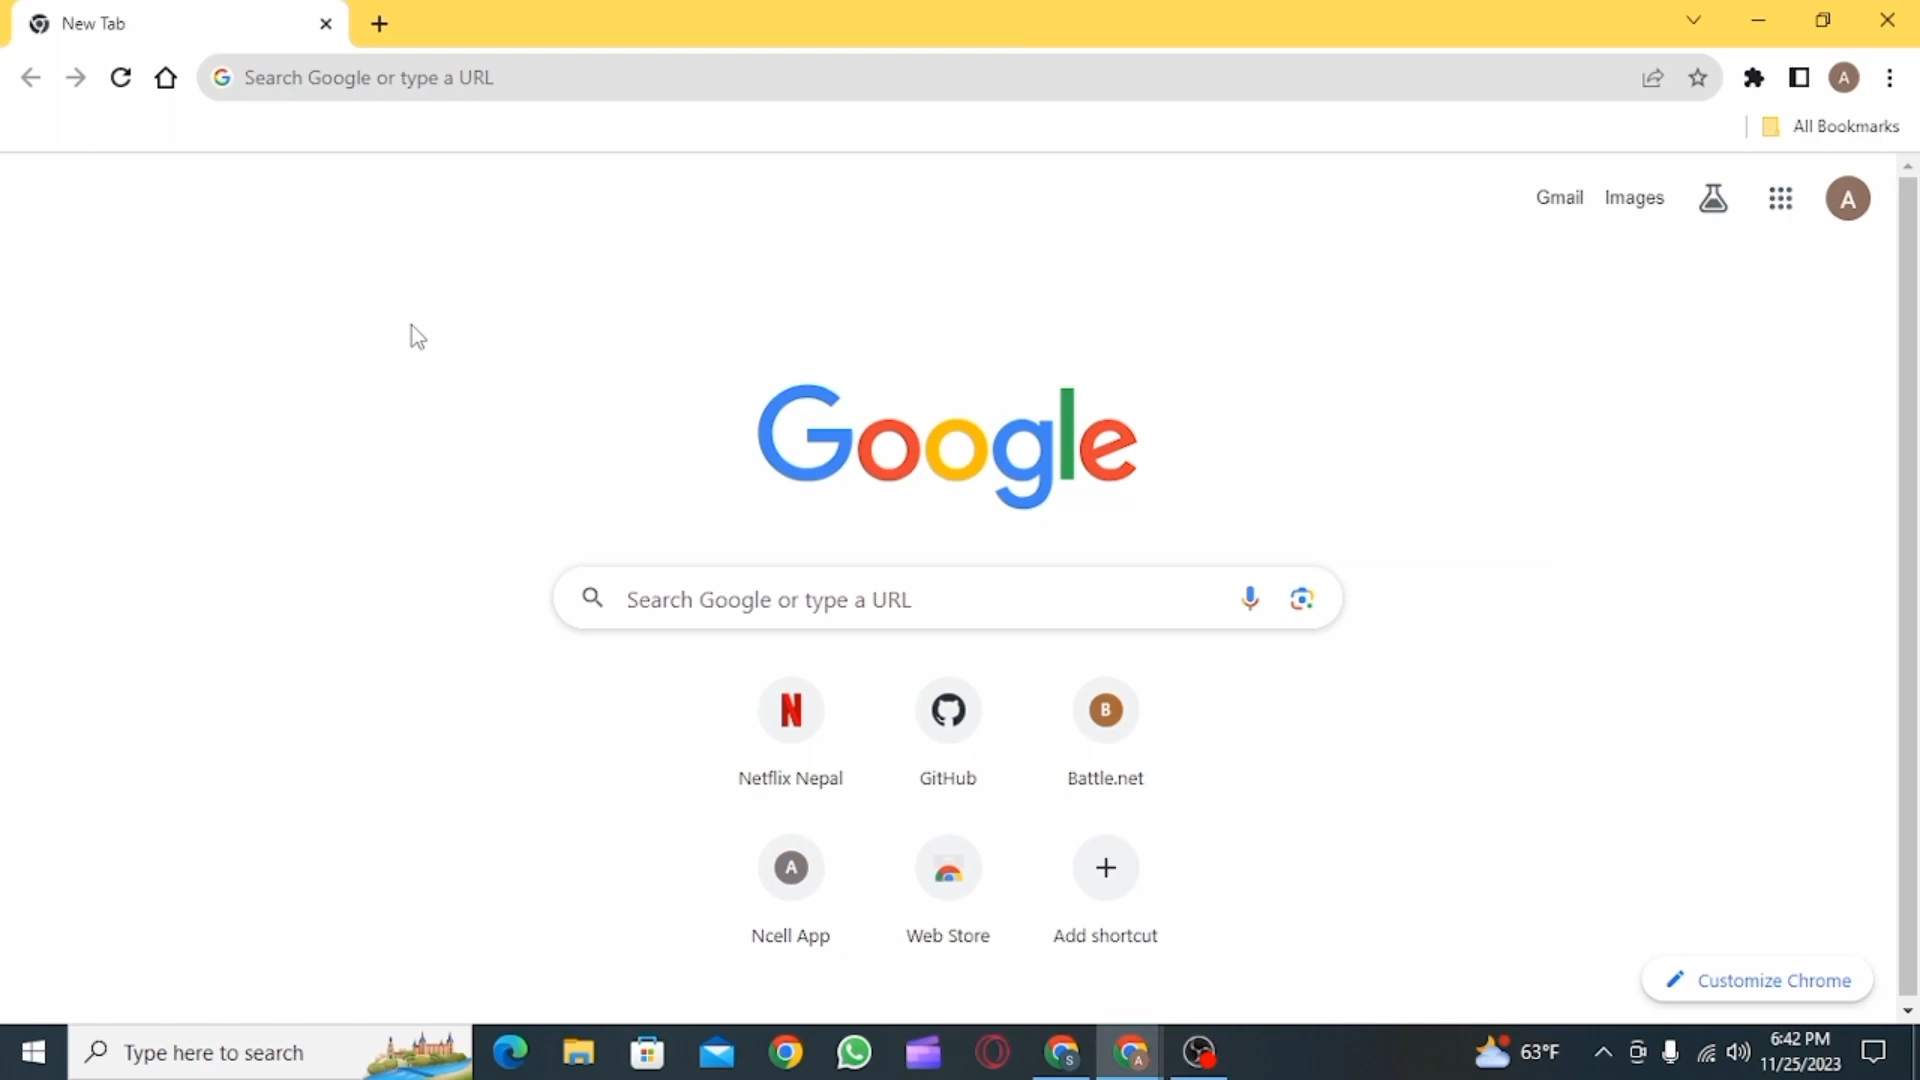 New Tab
Search Google or type a URL
A
All Bookmarks
Gmail Images A
Google
Search Google or type a URL
N B
Netflix Nepal GitHub Battle.net
A
Ncell App Web Store Add shortcut
Customize Chrome
Type here to search
S A
63°F
6:42 PM
11/25/2023